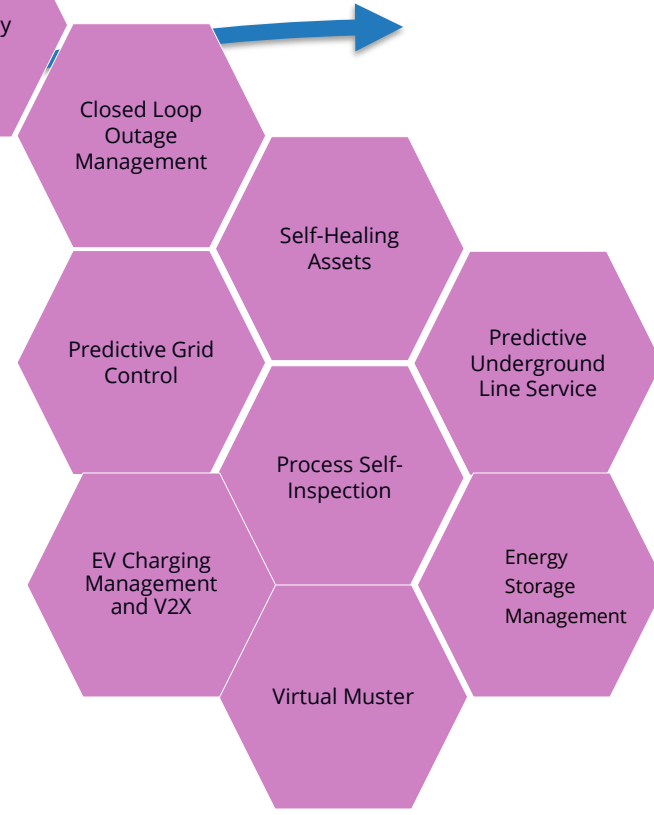 y
Closed Loop
Outage
Management
Self-Healing
Assets
Predictive Grid
Control
Predictive
Underground
Line Service
Process Self-
Inspection
EV Charging
Management
and V2X
Energy
Storage
Management
Virtual Muster